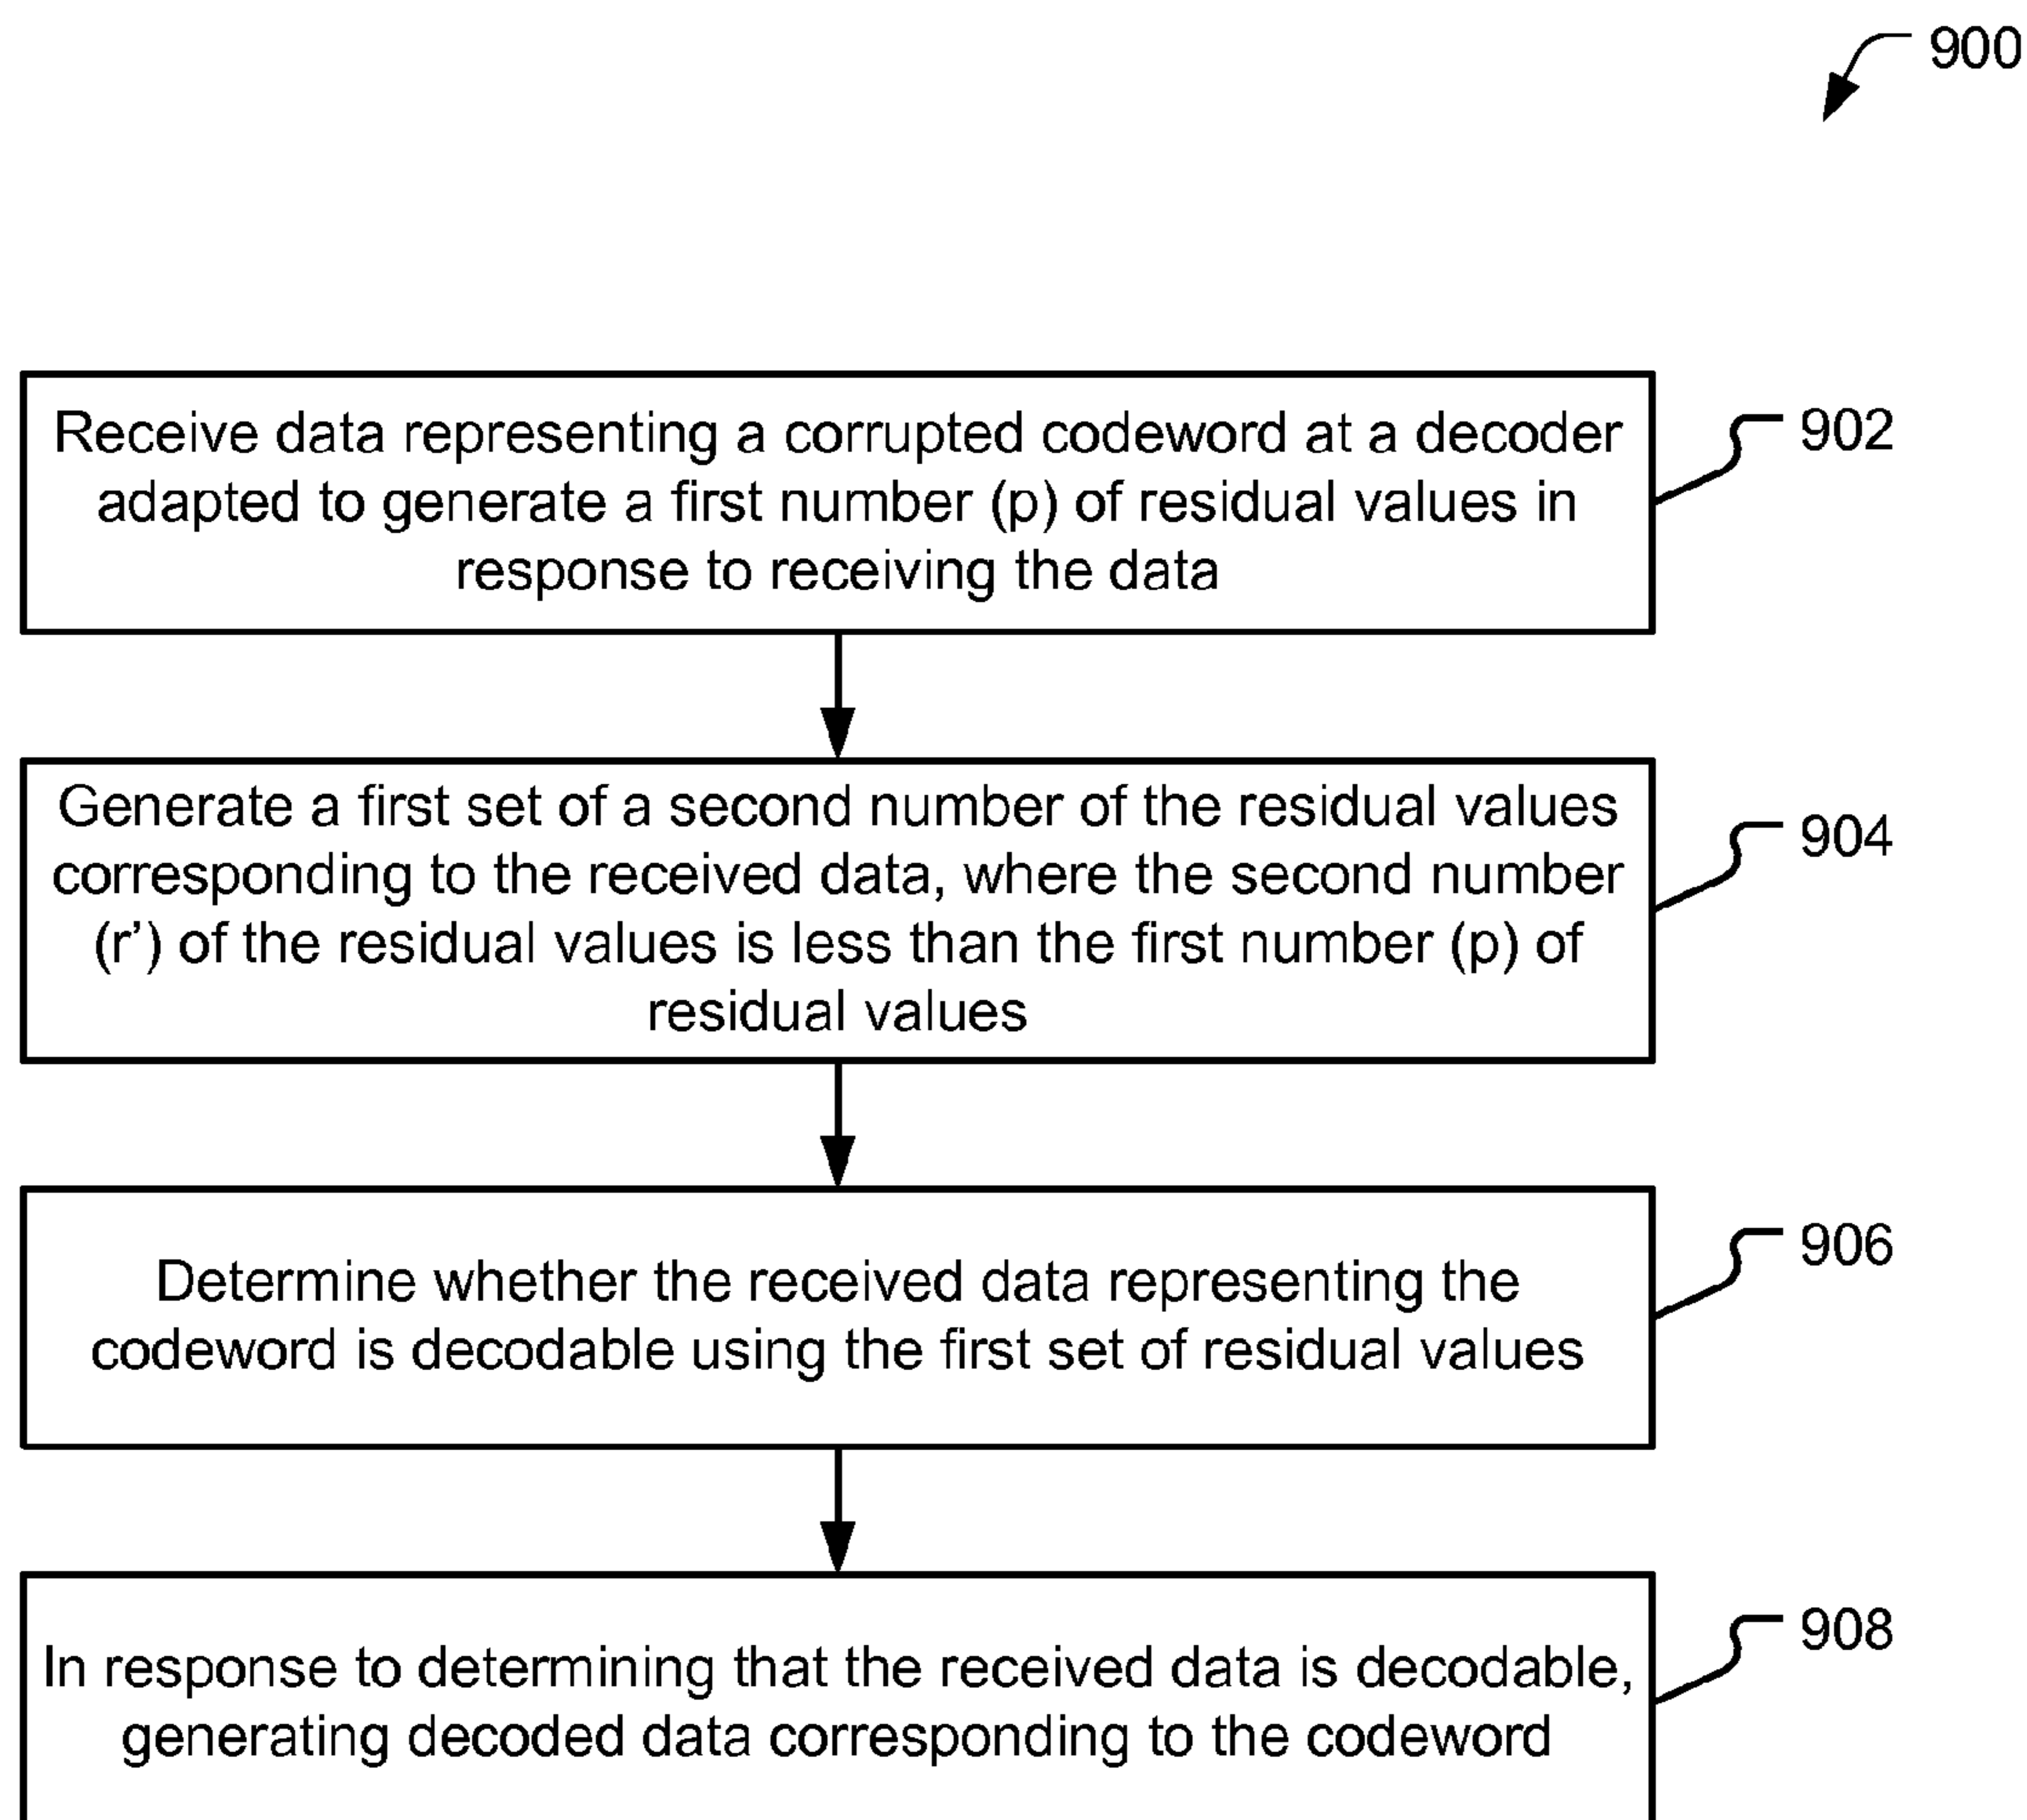 900
Receive data representing a corrupted codeword at a decoder
adapted to generate a first number (p) of residual values in
response to receiving the data
902
Generate a first set of a second number of the residual values
corresponding to the received data, where the second number
(r’) of the residual values is less than the first number (p) of
residual values
904
Determine whether the received data representing the
codeword is decodable using the first set of residual values
906
In response to determining that the received data is decodable,
generating decoded data corresponding to the codeword
908